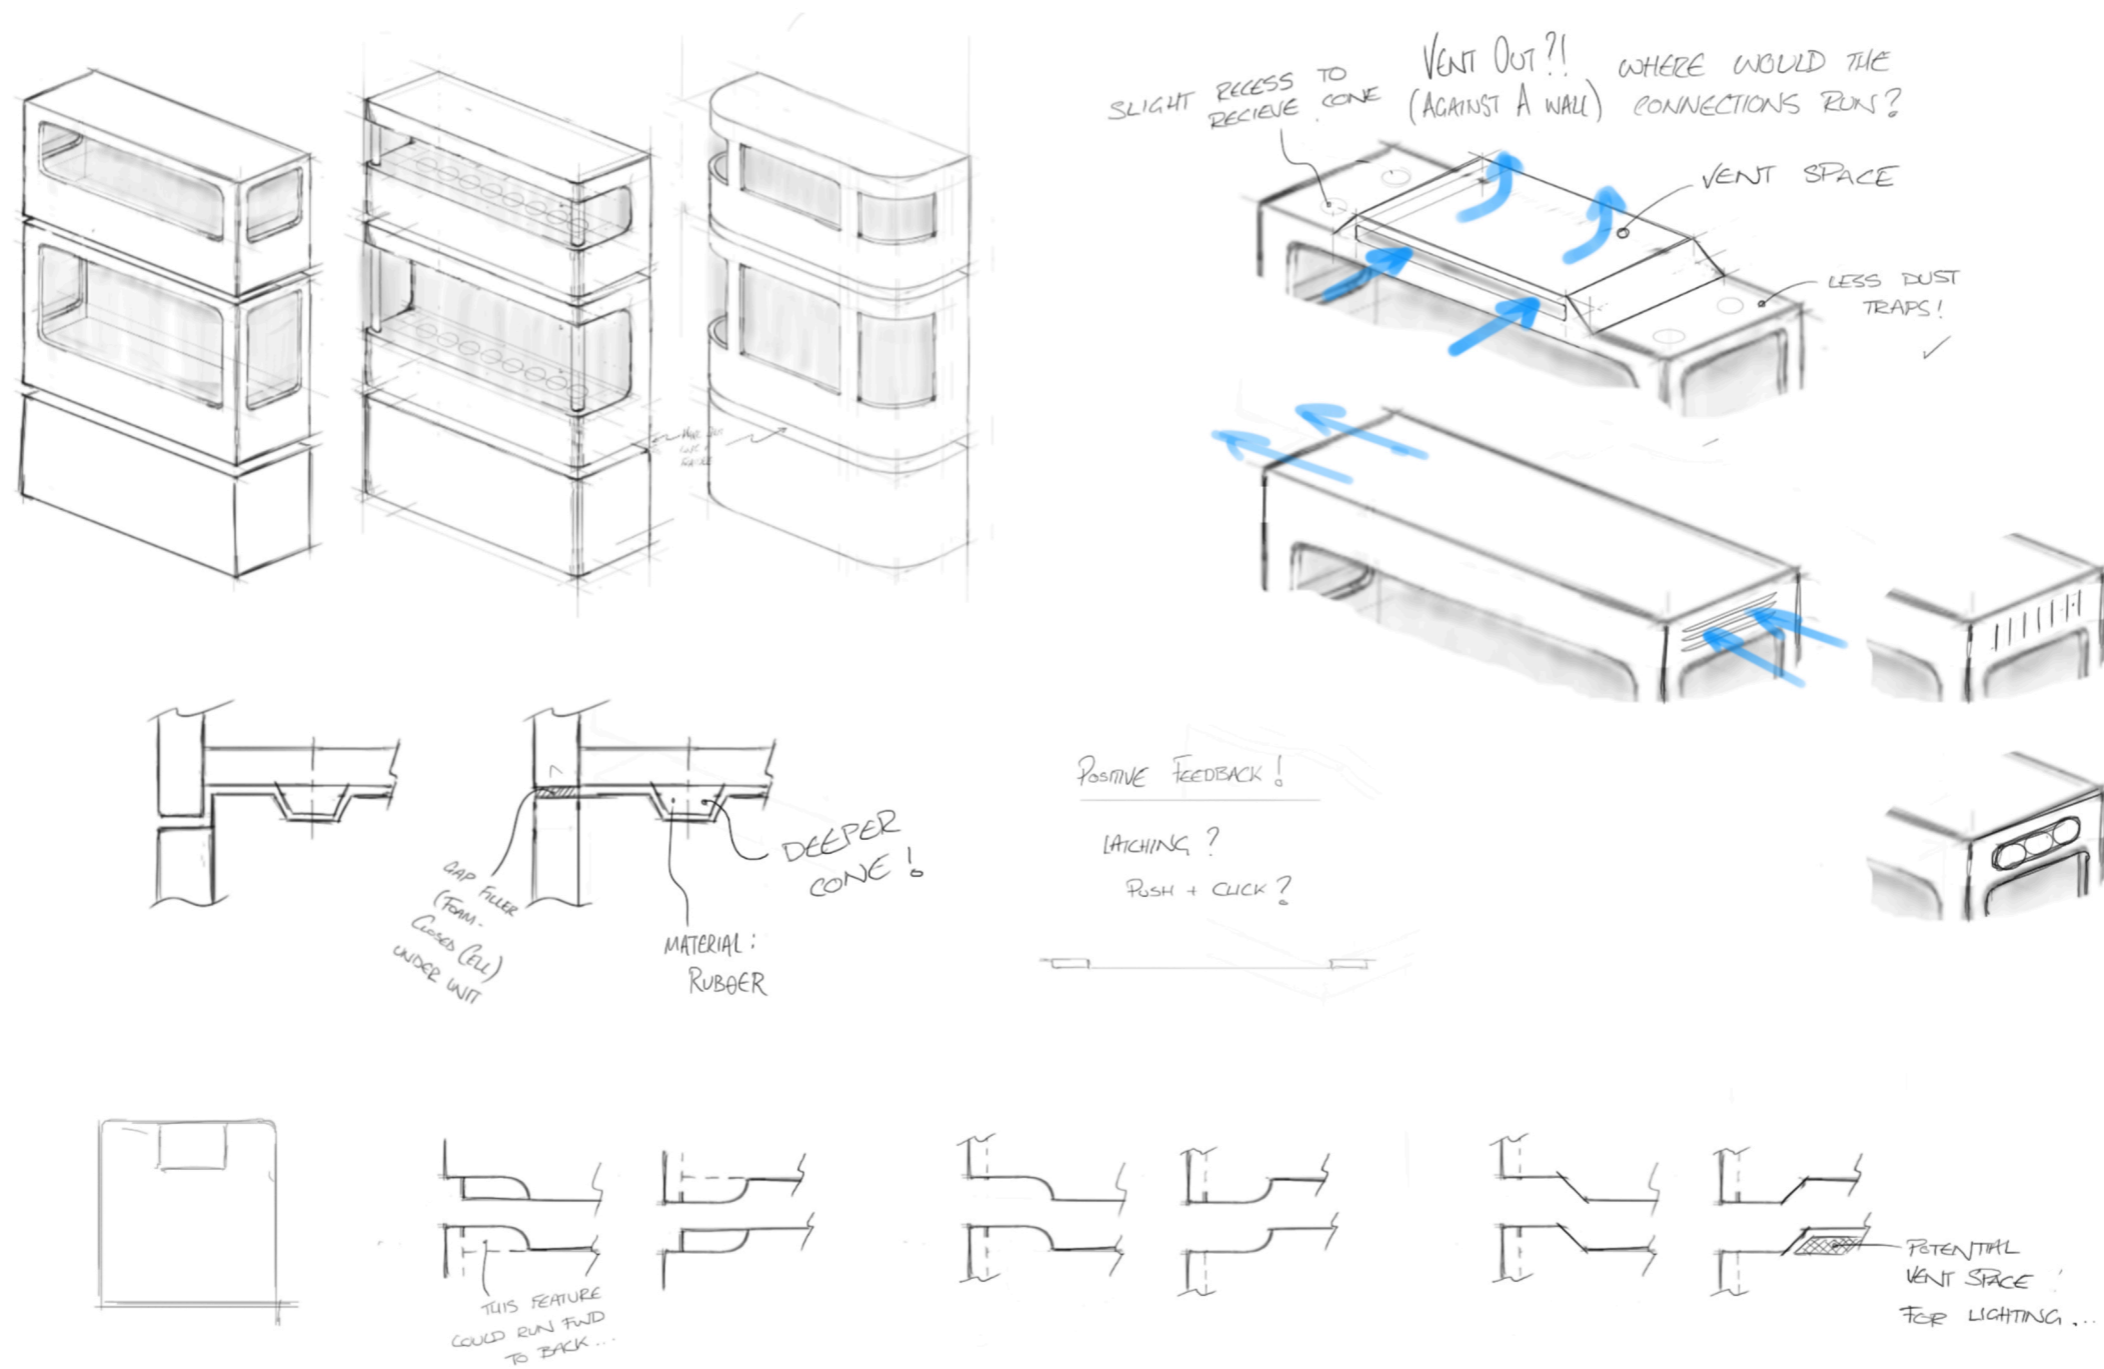 SLIGHT RECESS TO
RECIEVE CONE
VENT OUT?!
(AGAINST A WALL)
WHERE WOULD THE
CONNECTIONS RUN?
VENT SPACE
LESS DUST
TRAPS!
GAP FILLER
(FOAM-
CLOSED CELL)
UNDER UNIT
MATERIAL:
RUBBER
DEEPER
CONE!
POSITIVE FEEDBACK!
LATCHING?
PUSH + CLICK?
THIS FEATURE
COULD RUN FWD
TO BACK...
POTENTIAL
VENT SPACE!
FOR LIGHTING...